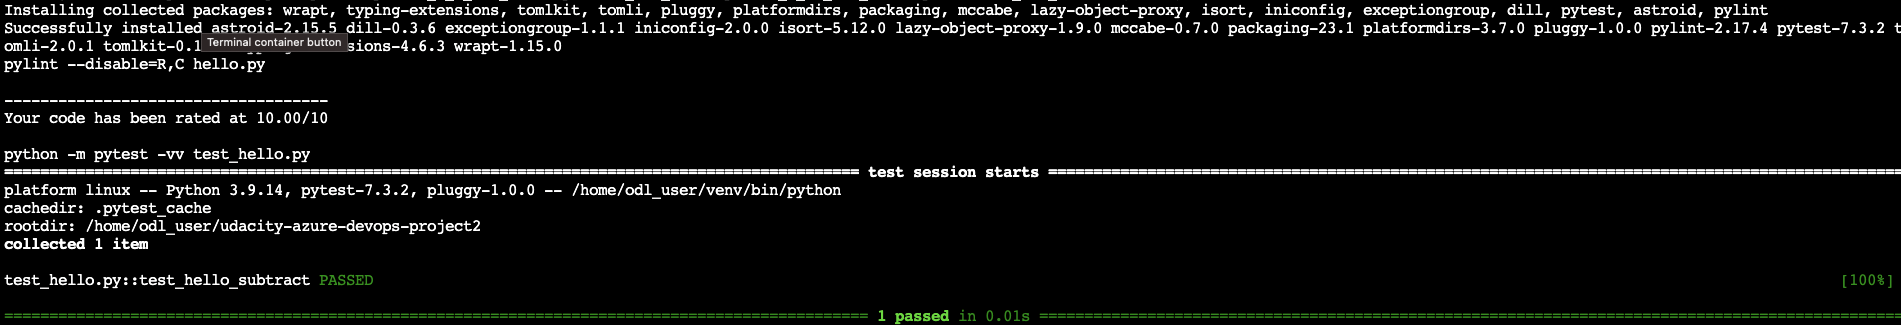 Installing collected packages: wrapt, typing-extensions, tomlkit, tomli, pluggy, platformdirs, packaging, mccabe, lazy-object-proxy, isort, iniconfig, exceptiongroup, dill, pytest, astroid, pylint
Successfully installed astroid-2.15.5 dill-0.3.6 exceptiongroup-1.1.1 iniconfig-2.0.0 isort-5.12.0 lazy-object-proxy-1.9.0 mccabe-0.7.0 packaging-23.1 platformdirs-3.7.0 pluggy-1.0.0 pylint-2.17.4 pytest-7.3.2 t
Terminal container button
omli-2.0.1 tomlkit-0.1 nsions-4.6.3 wrapt-1.15.0
pylint --disable=R,C hello.py
------------------------------------
Your code has been rated at 10.00/10
python -m pytest -vv test_hello.py
=============================================================================================== test session starts ===============================================================================================
platform linux -- Python 3.9.14, pytest-7.3.2, pluggy-1.0.0 -- /home/odl_user/venv/bin/python
cachedir: .pytest_cache
rootdir: /home/odl_user/udacity-azure-devops-project2
collected 1 item
test_hello.py::test_hello_subtract PASSED [100%]
================================================================================================ 1 passed in 0.01s ================================================================================================